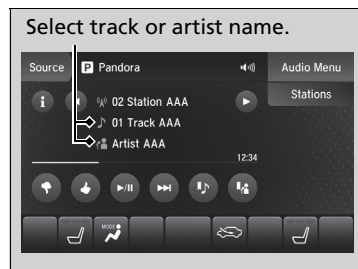 Select track or artist name.
Source P Pandora Audio Menu
Stations
i 02 Station AAA
01 Track AAA
Artist AAA
12:34
MODE